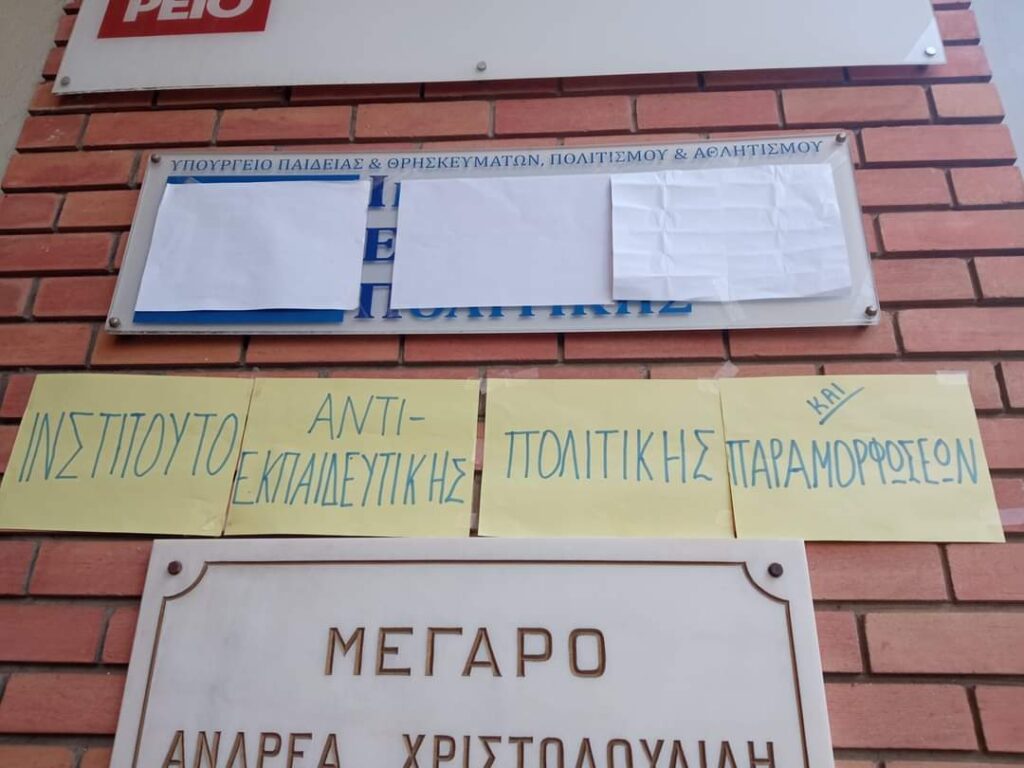 ΡΕΙΟ
ΥΠΟΥΡΓΕΙΟ ΠΑΙΔΕΙΑΣ & ΘΡΗΣΚΕΥΜΑΤΩΝ, ΠΟΛΙΤΙΣΜΟΥ & ΑΘΛΗΤΙΣΜΟΥ
ΠΟΛΙΤΙΚΗΣ
ΙΝΣΤΙΤΟΥΤΟ ΑΝΤΙ-
ΕΚΠΑΙΔΕΥΤΙΚΗΣ ΠΟΛΙΤΙΚΗΣ ΚΑΙ
ΠΑΡΑΜΟΡΦΩΣΕΩΝ
ΜΕΓΑΡΟ
ΑΝΔΡΕΑ ΧΡΙΣΤΟΔΟΥΛΙΔΗ